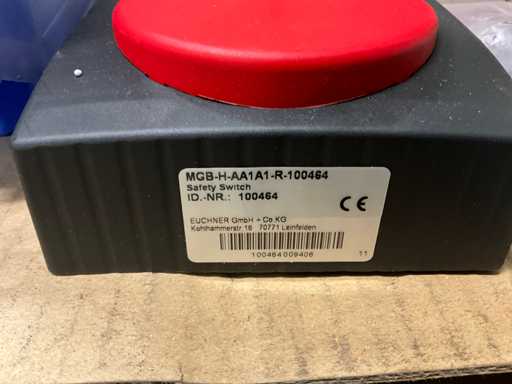 MGB-H-AA1A1-R-100464
Safety Switch
ID.-NR.: 100464
CE
EUCHNER GmbH + Co.KG
Kohlhammerstr.16 70771 Leinfelden
100464009406 11